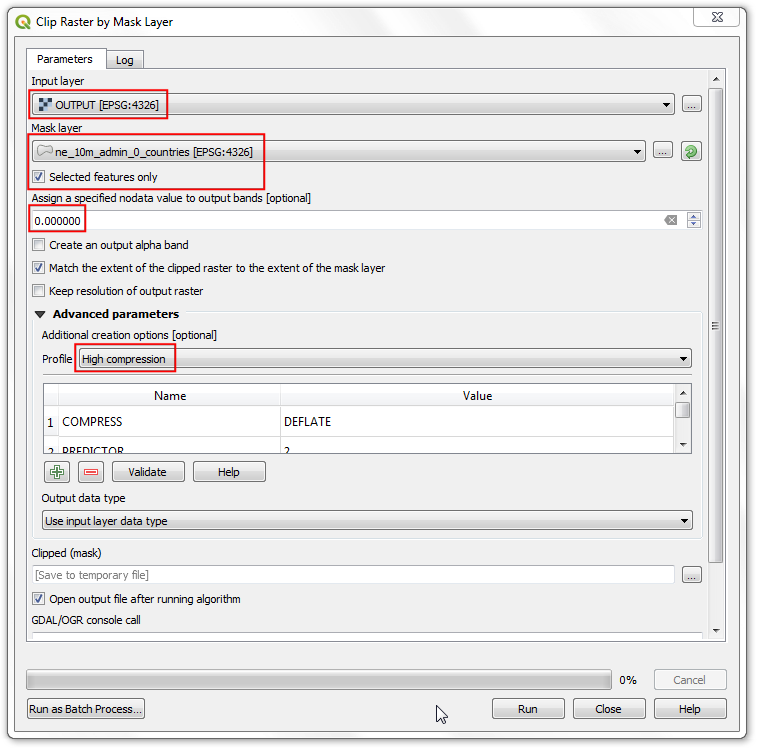 Clip Raster by Mask Layer
Parameters Log
Input layer
OUTPUT [EPSG:4326]
...
Mask layer
ne_10m_admin_0_countries [EPSG:4326]
...
Selected features only
Assign a specified nodata value to output bands [optional]
0.000000
Create an output alpha band
Match the extent of the clipped raster to the extent of the mask layer
Keep resolution of output raster
Advanced parameters
Additional creation options [optional]
Profile High compression
Name Value
1 COMPRESS DEFLATE
2 PREDICTOR 2
Validate Help
Output data type
Use input layer data type
Clipped (mask)
[Save to temporary file]
...
Open output file after running algorithm
GDAL/OGR console call
0% Cancel
Run as Batch Process... Run Close Help